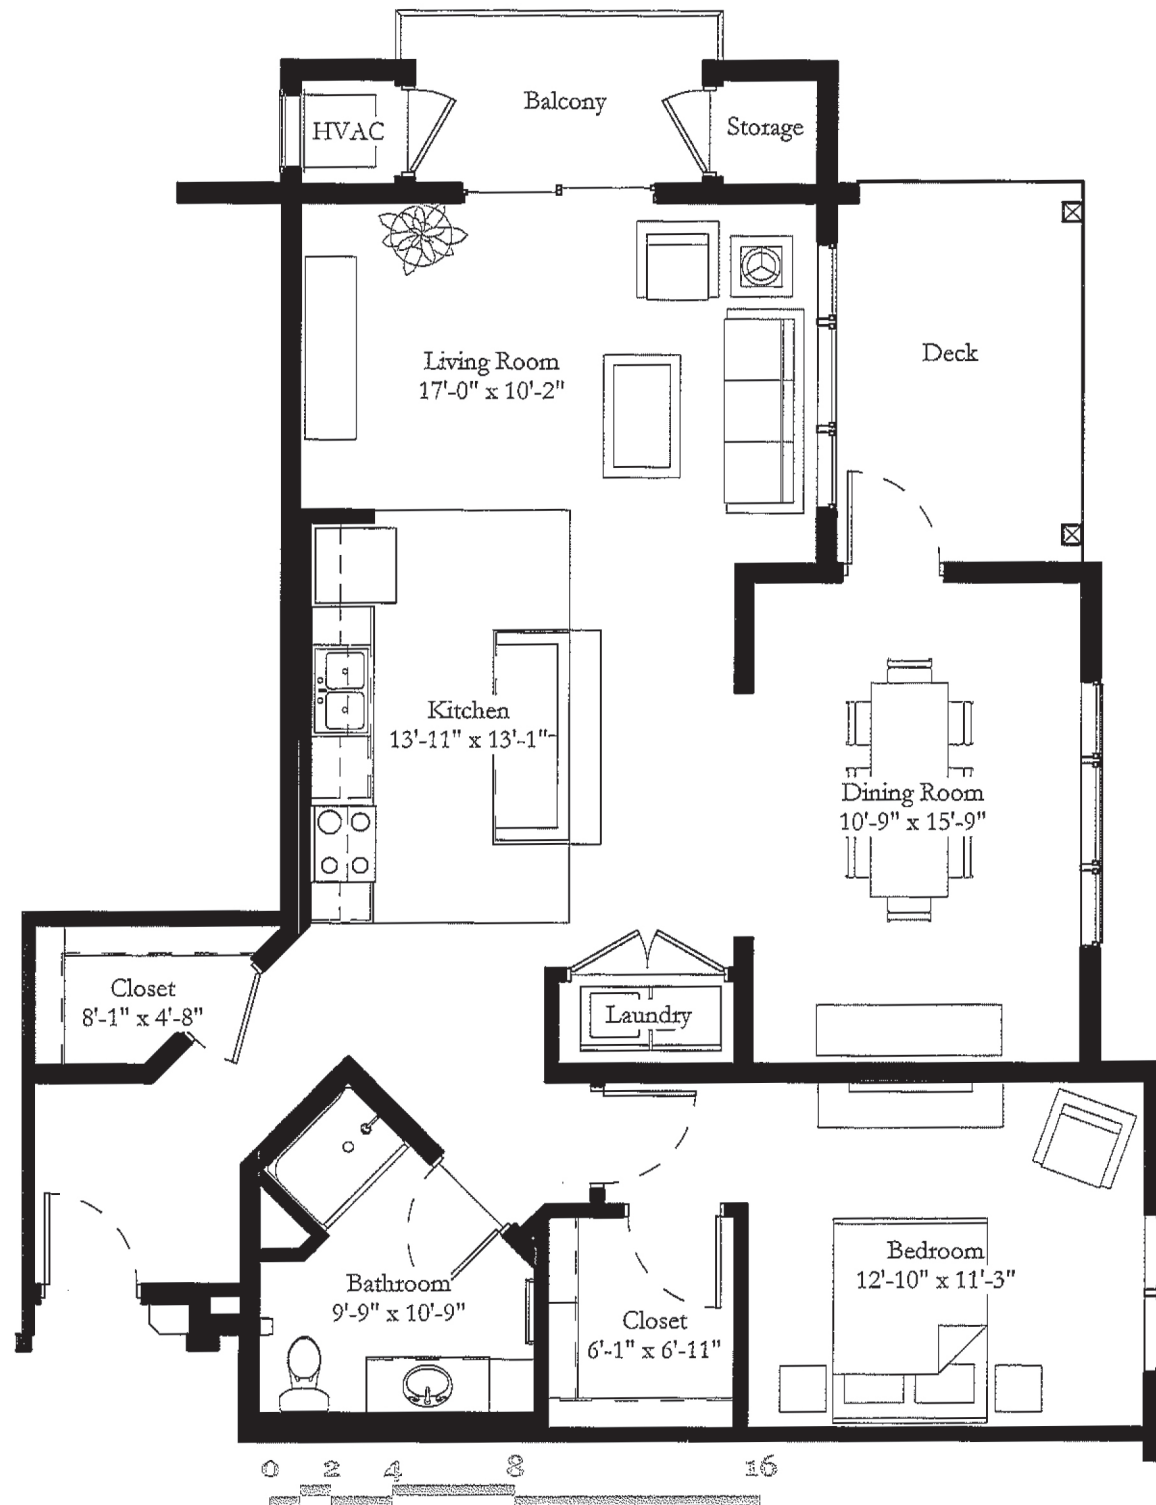 Balcony
HVAC
Storage
Living Room
17'-0" x 10'-2"
Deck
Kitchen
13'-11" x 13'-1"
Dining Room
10'-9" x 15'-9"
Closet
8'-1" x 4'-8"
Laundry
Bedroom
12'-10" x 11'-3"
Bathroom
9'-9" x 10'-9"
Closet
6'-1" x 6'-11"
0 2 4 8 16